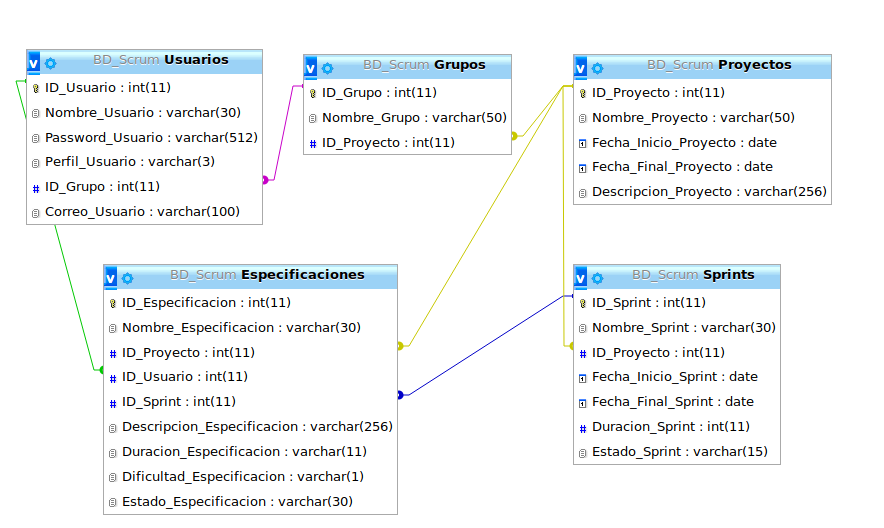 BD_Scrum Usuarios
ID_Usuario : int(11)
Nombre_Usuario : varchar(30)
Password_Usuario : varchar(512)
Perfil_Usuario : varchar(3)
ID_Grupo : int(11)
Correo_Usuario : varchar(100)
BD_Scrum Grupos
ID_Grupo : int(11)
Nombre_Grupo : varchar(50)
ID_Proyecto : int(11)
BD_Scrum Proyectos
ID_Proyecto : int(11)
Nombre_Proyecto : varchar(50)
Fecha_Inicio_Proyecto : date
Fecha_Final_Proyecto : date
Descripcion_Proyecto : varchar(256)
BD_Scrum Especificaciones
ID_Especificacion : int(11)
Nombre_Especificacion : varchar(30)
ID_Proyecto : int(11)
ID_Usuario : int(11)
ID_Sprint : int(11)
Descripcion_Especificacion : varchar(256)
Duracion_Especificacion : varchar(11)
Dificultad_Especificacion : varchar(1)
Estado_Especificacion : varchar(30)
BD_Scrum Sprints
ID_Sprint : int(11)
Nombre_Sprint : varchar(30)
ID_Proyecto : int(11)
Fecha_Inicio_Sprint : date
Fecha_Final_Sprint : date
Duracion_Sprint : int(11)
Estado_Sprint : varchar(15)